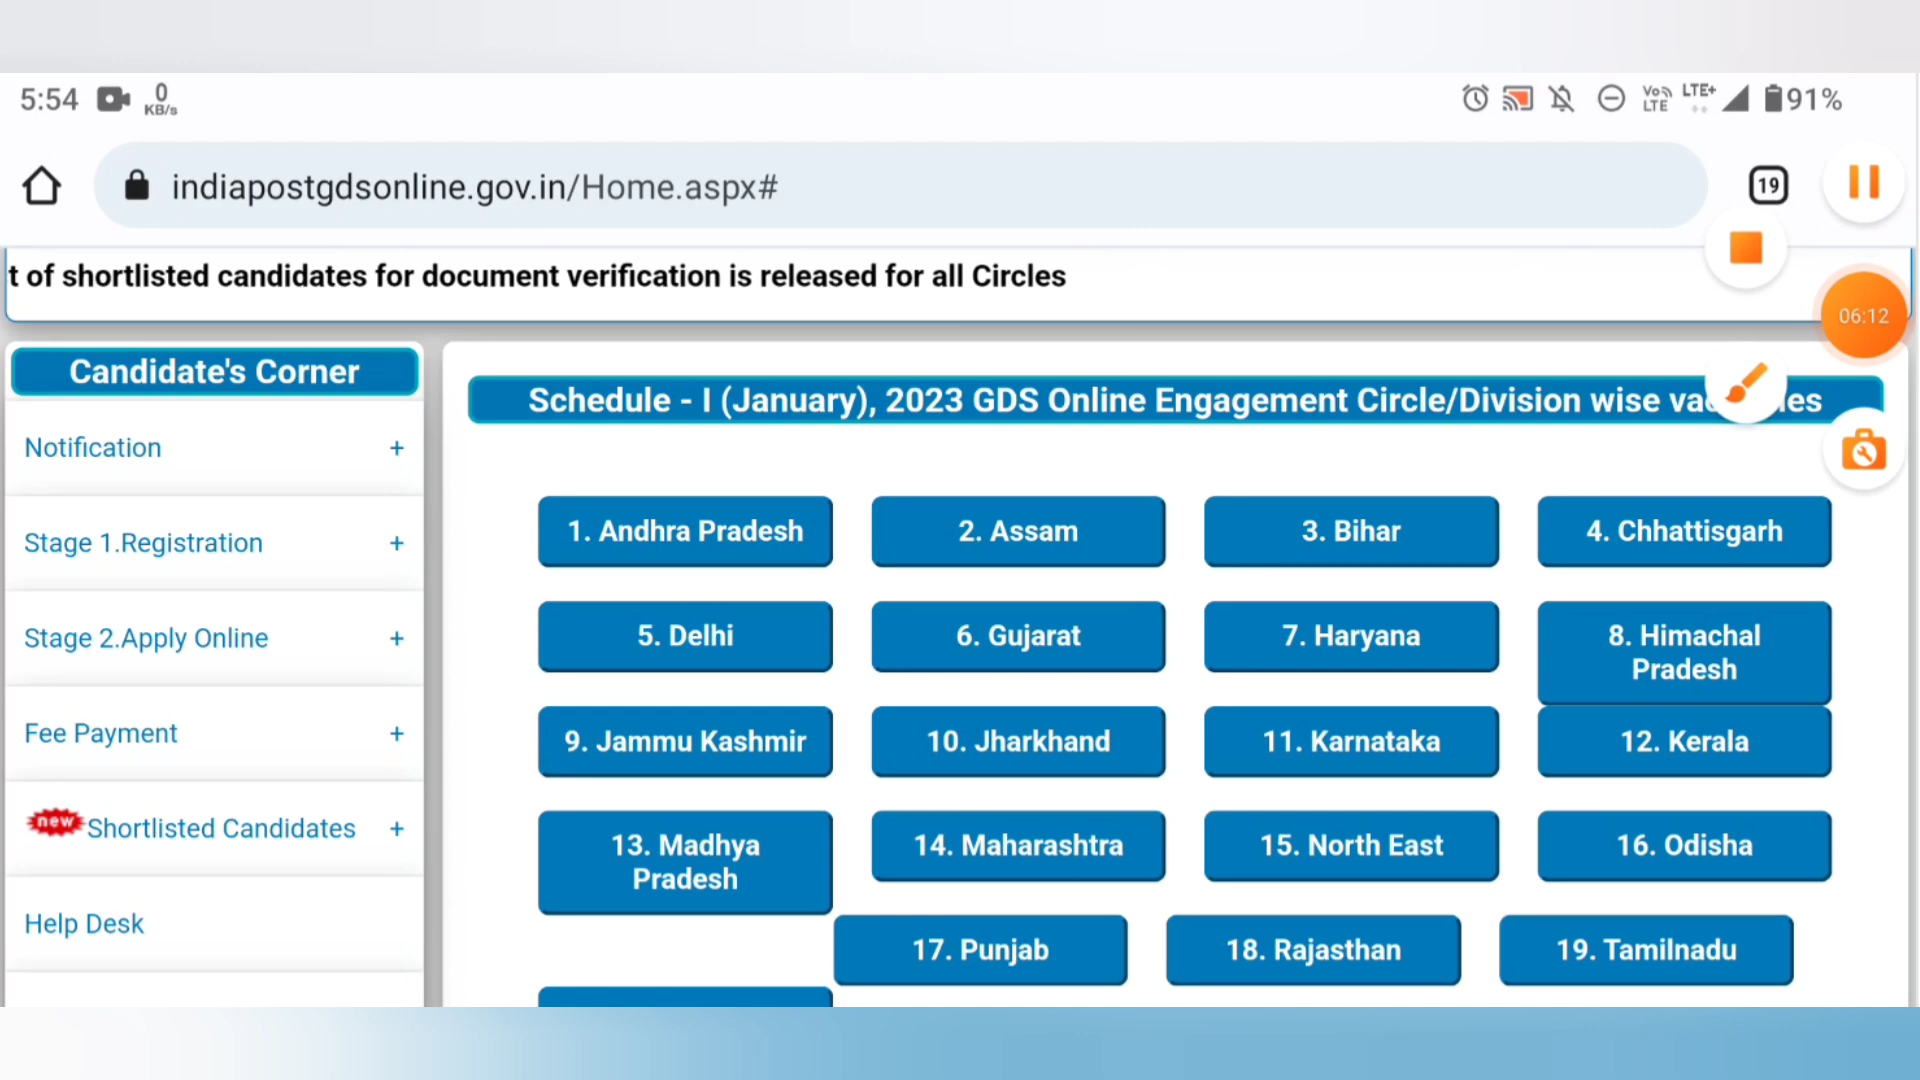 5:54 0 KB/s Vo LTE LTE+ 91%
indiapostgdsonline.gov.in/Home.aspx# 19
t of shortlisted candidates for document verification is released for all Circles
06:12
Candidate's Corner
Notification +
Stage 1.Registration +
Stage 2.Apply Online +
Fee Payment +
new Shortlisted Candidates +
Help Desk
Schedule - I (January), 2023 GDS Online Engagement Circle/Division wise
1. Andhra Pradesh
2. Assam
3. Bihar
4. Chhattisgarh
5. Delhi
6. Gujarat
7. Haryana
8. Himachal
Pradesh
9. Jammu Kashmir
10. Jharkhand
11. Karnataka
12. Kerala
13. Madhya
Pradesh
14. Maharashtra
15. North East
16. Odisha
17. Punjab
18. Rajasthan
19. Tamilnadu